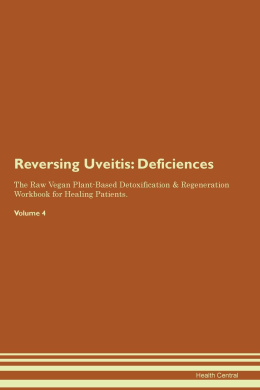 Reversing Uveitis: Deficiences
The Raw Vegan Plant-Based Detoxification & Regeneration
Workbook for Healing Patients.
Volume 4
Health Central